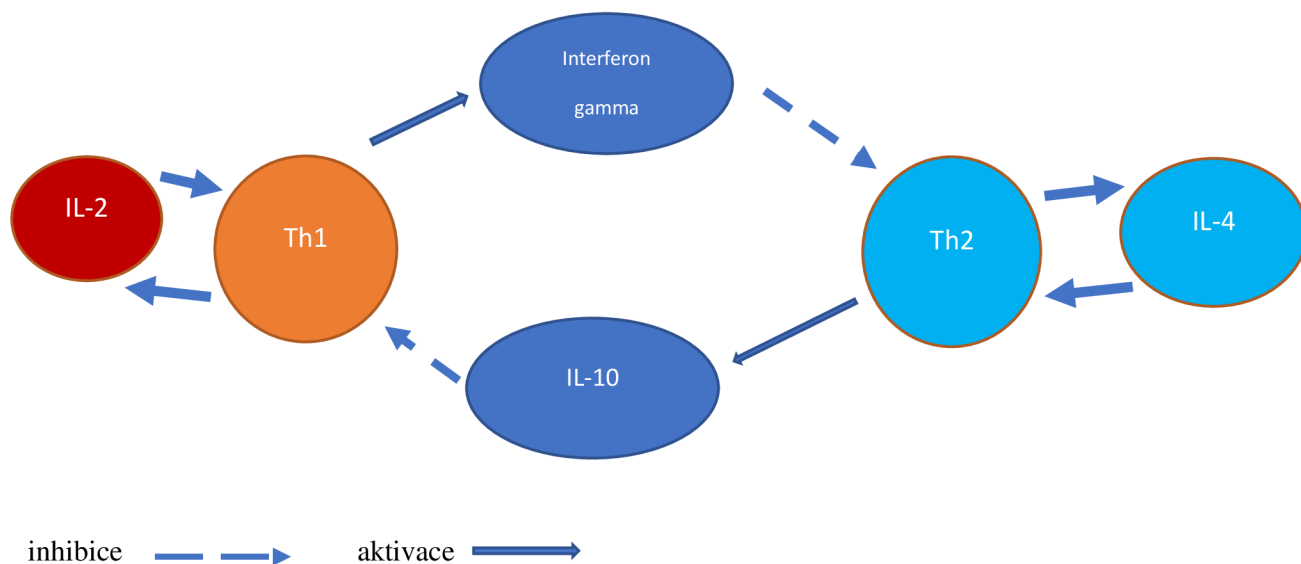 Interferon
gamma
IL-2
Th1
Th2
IL-4
IL-10
inhibice
aktivace